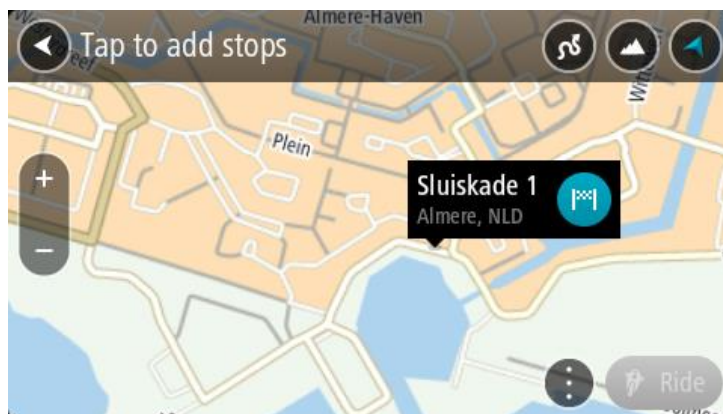 Almere-Haven
Tap to add stops
Plein
+
Sluiskade 1
Almere, NLD
−
Ride